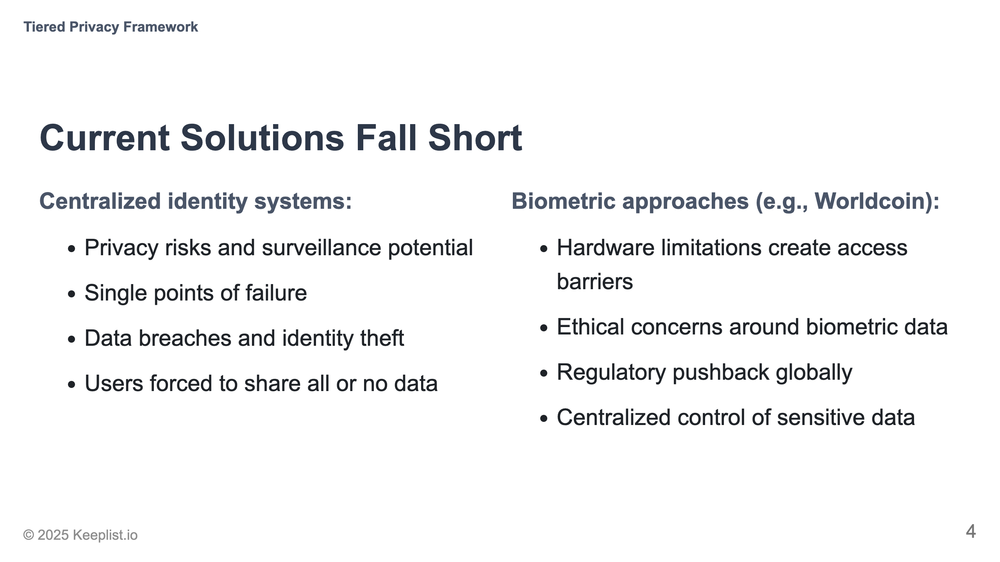 Tiered Privacy Framework
Current Solutions Fall Short
Centralized identity systems:
• Privacy risks and surveillance potential
• Single points of failure
• Data breaches and identity theft
• Users forced to share all or no data
Biometric approaches (e.g., Worldcoin):
• Hardware limitations create access
barriers
• Ethical concerns around biometric data
• Regulatory pushback globally
• Centralized control of sensitive data
© 2025 Keeplist.io
4